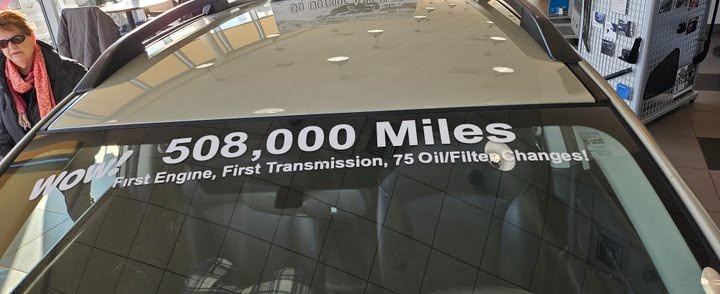 WOW! 508,000 Miles
First Engine, First Transmission, 75 Oil/Filter Changes!